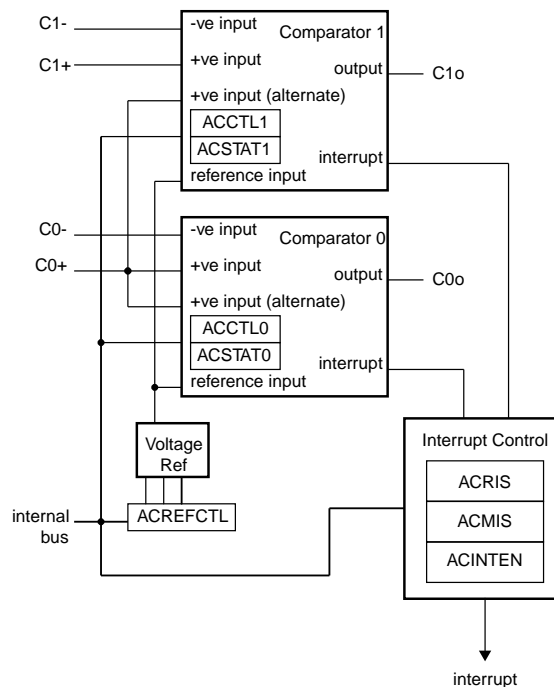 C1-
-ve input
Comparator 1
C1+
+ve input
output
C1o
+ve input (alternate)
ACCTL1
ACSTAT1
interrupt
reference input
C0-
-ve input
Comparator 0
C0+
+ve input
output
C0o
+ve input (alternate)
ACCTL0
ACSTAT0
interrupt
reference input
Voltage
Ref
Interrupt Control
ACRIS
ACMIS
ACINTEN
internal
bus
ACREFCTL
interrupt